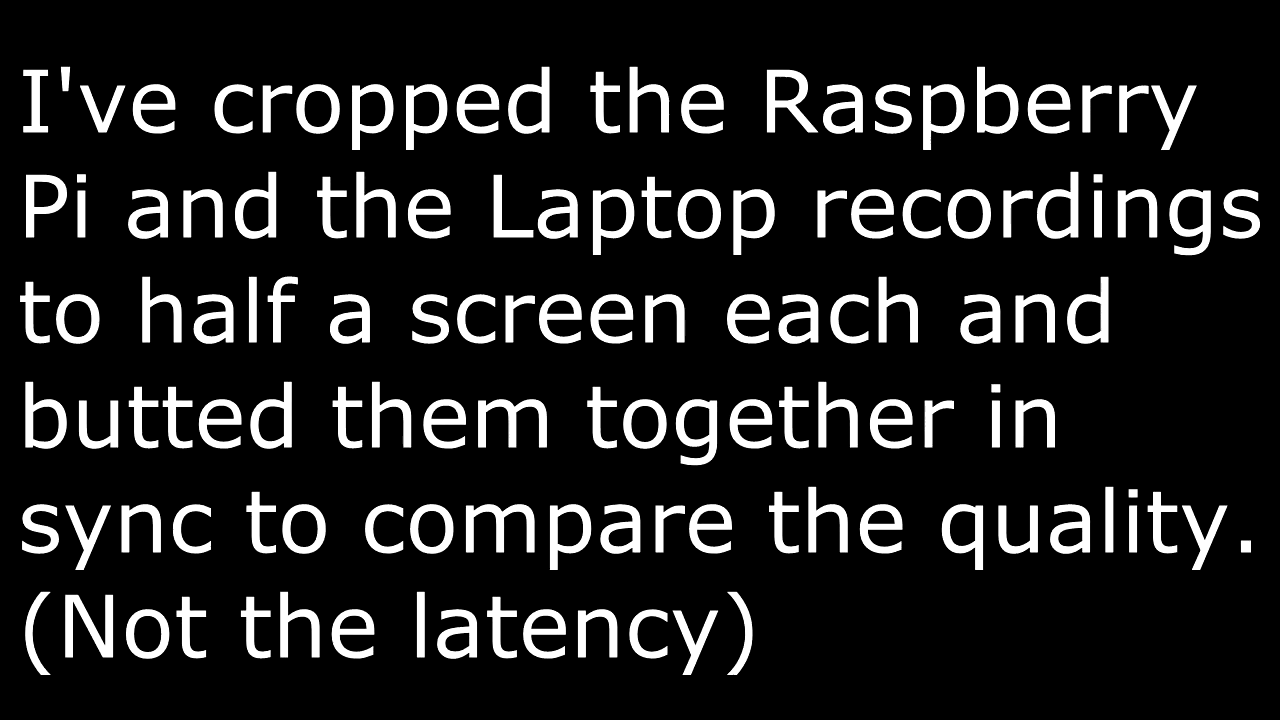 I've cropped the Raspberry
Pi and the Laptop recordings
to half a screen each and
butted them together in
sync to compare the quality.
(Not the latency)